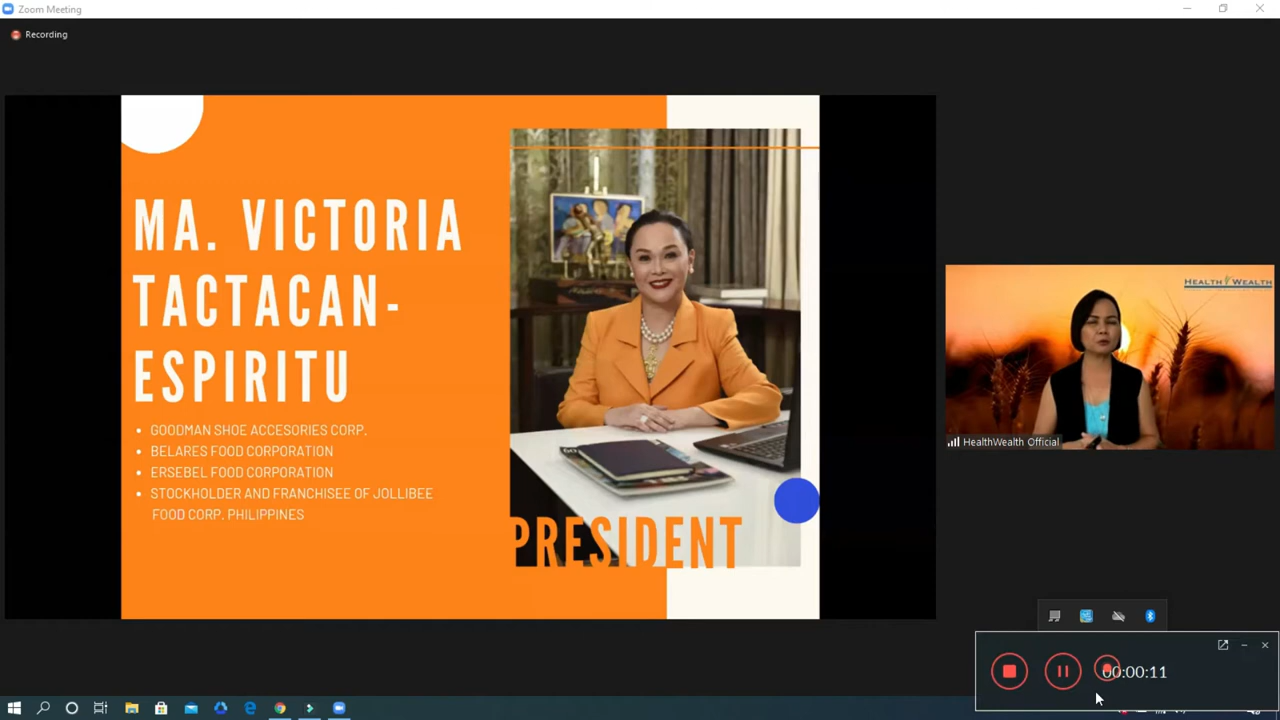 Zoom Meeting
Recording
MA. VICTORIA
TACTACAN-
ESPIRITU
GOODMAN SHOE ACCESORIES CORP.
BELARES FOOD CORPORATION
ERSEBEL FOOD CORPORATION
STOCKHOLDER AND FRANCHISEE OF JOLLIBEE
FOOD CORP. PHILIPPINES
PRESIDENT
HEALTH WEALTH
HealthWealth Official
00:00:11